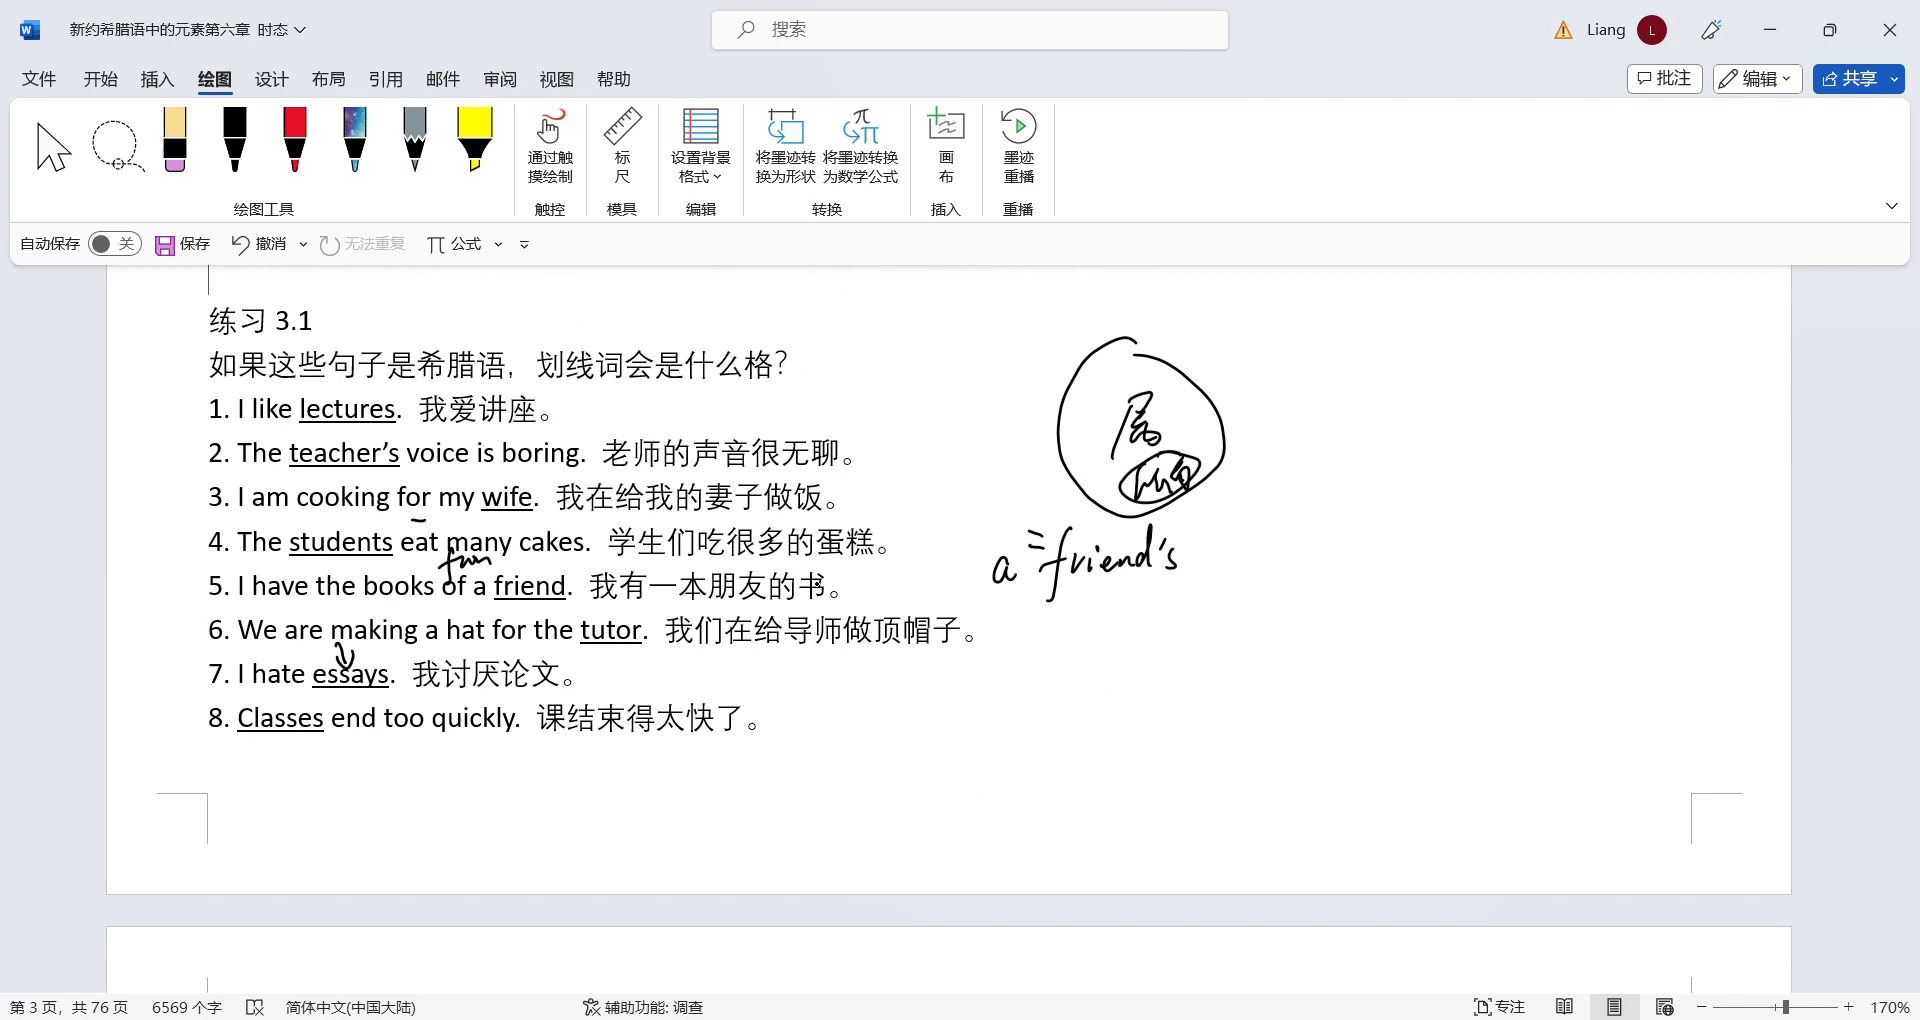 新约希腊语中的元素第六章 时态
搜索
Liang
L
文件 开始 插入 绘图 设计 布局 引用 邮件 审阅 视图 帮助
批注 编辑 共享
通过触摸绘制
标尺
设置背景格式
将墨迹转换为形状
将墨迹转换为数学公式
画布
墨迹重播
绘图工具 触控 模具 编辑 转换 插入 重播
自动保存 关 保存 撤消 无法重复 公式
练习 3.1
如果这些句子是希腊语，划线词会是什么格？
1. I like lectures. 我爱讲座。
2. The teacher’s voice is boring. 老师的声音很无聊。
3. I am cooking for my wife. 我在给我的妻子做饭。
4. The students eat many cakes. 学生们吃很多的蛋糕。
from
5. I have the books of a friend. 我有一本朋友的书。
6. We are making a hat for the tutor. 我们在给导师做顶帽子。
7. I hate essays. 我讨厌论文。
8. Classes end too quickly. 课结束得太快了。
属
a friend's
第 3 页，共 76 页 6569 个字 简体中文(中国大陆) 辅助功能: 调查 专注 170%